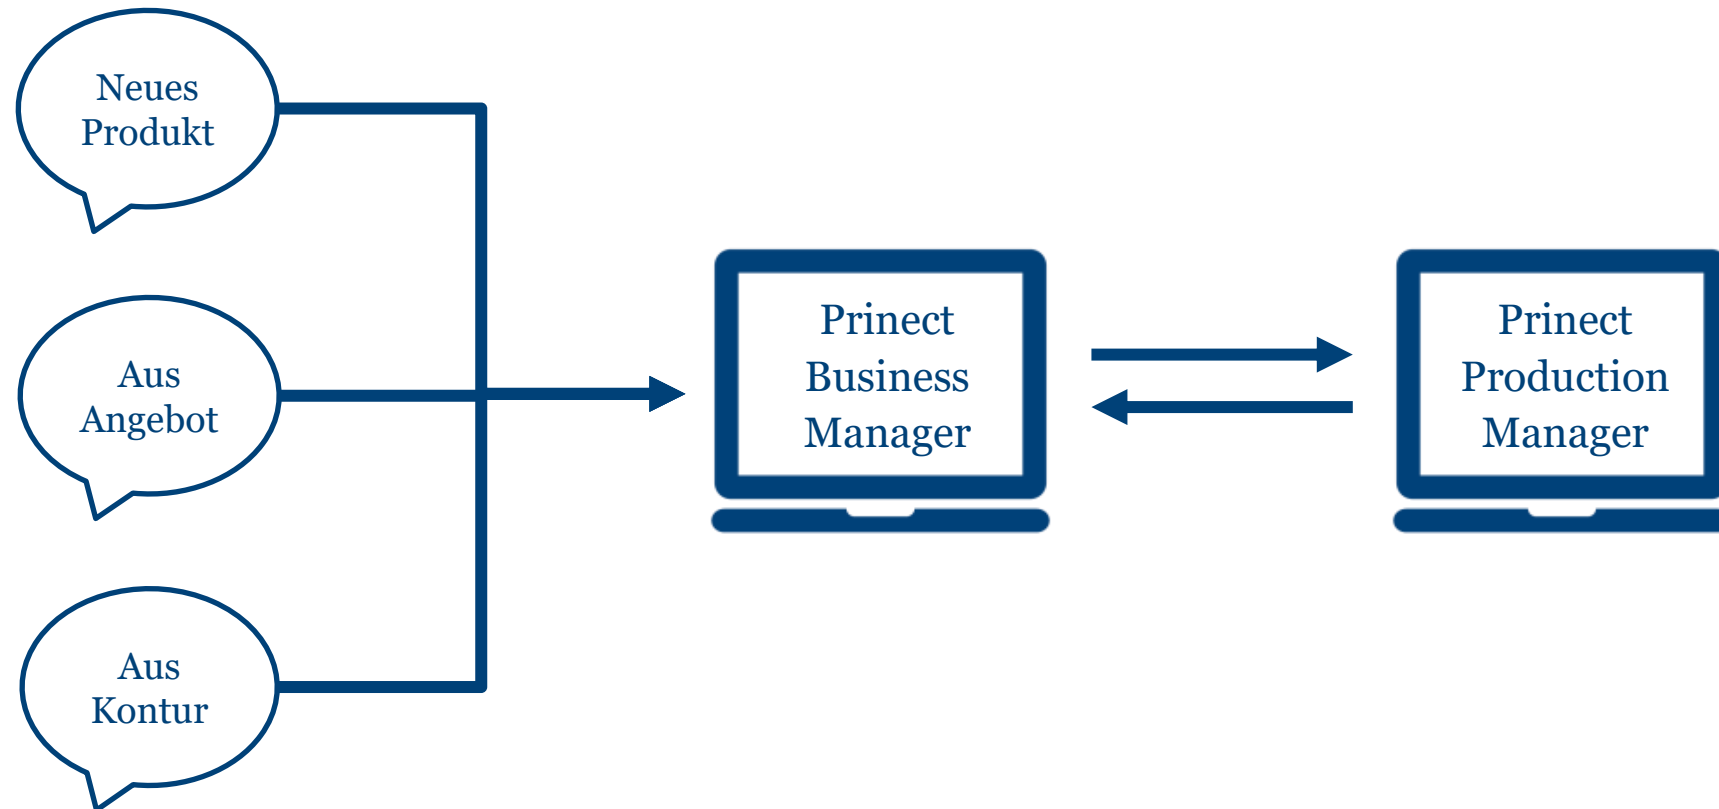 Neues
Produkt
Aus
Angebot
Aus
Kontur
Prinect
Business
Manager
Prinect
Production
Manager